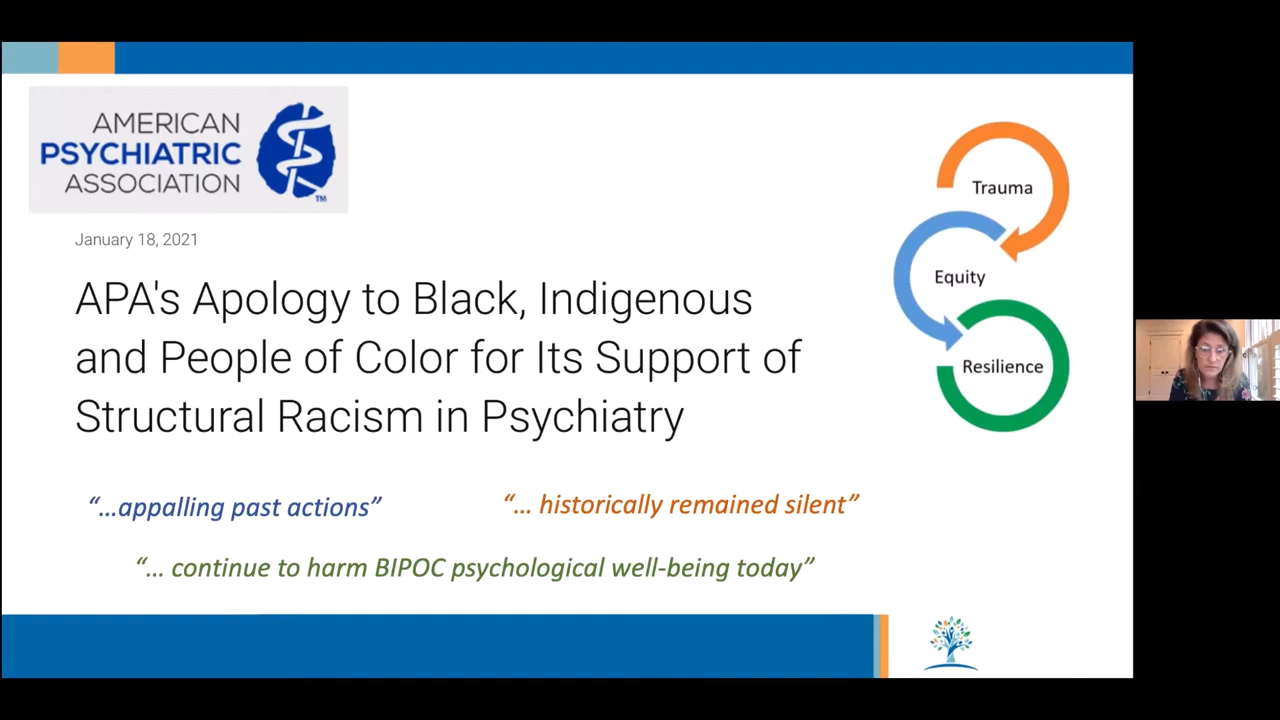 AMERICAN
PSYCHIATRIC
ASSOCIATION
TM
January 18, 2021
APA's Apology to Black, Indigenous
and People of Color for Its Support of
Structural Racism in Psychiatry
“…appalling past actions”
“… historically remained silent”
“… continue to harm BIPOC psychological well-being today”
Trauma
Equity
Resilience